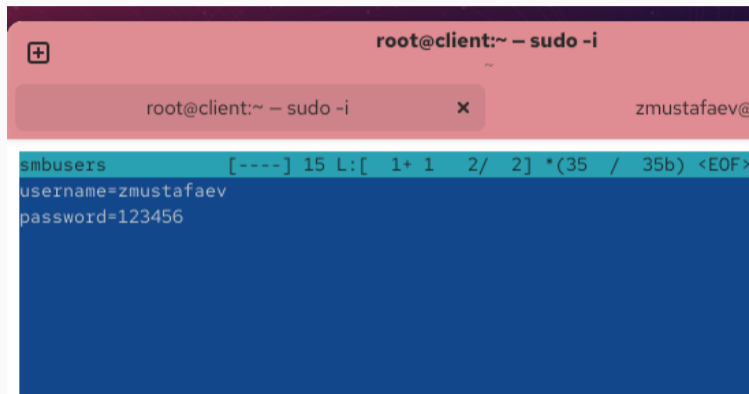 root@client:~ — sudo -i
~
root@client:~ — sudo -i × zmustafaev@
smbusers [----] 15 L:[ 1+ 1 2/ 2] *(35 / 35b) <EOF>
username=zmustafaev
password=123456